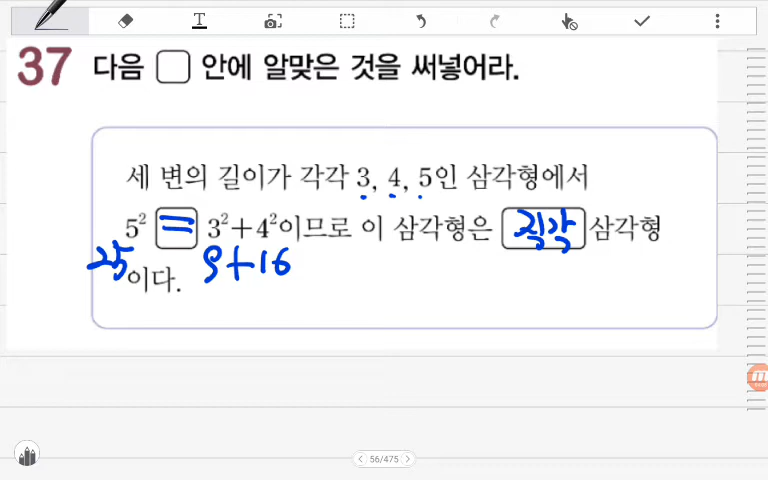 37 다음 □ 안에 알맞은 것을 써넣어라.
세 변의 길이가 각각 3, 4, 5인 삼각형에서
5² = 3²+4²이므로 이 삼각형은 직각 삼각형
25 9+16
이다.
56/475